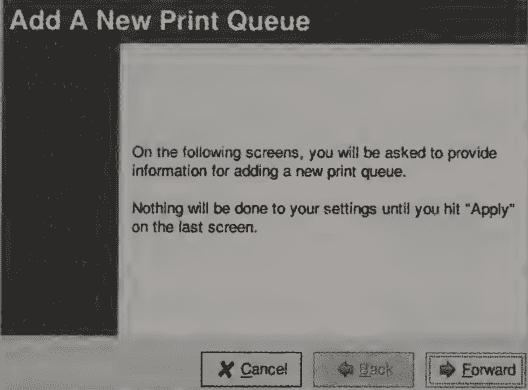 Add A New Print Queue
On the following screens, you will be asked to provide
information for adding a new print queue.
Nothing will be done to your settings until you hit "Apply"
on the last screen.
Cancel
Back
Forward